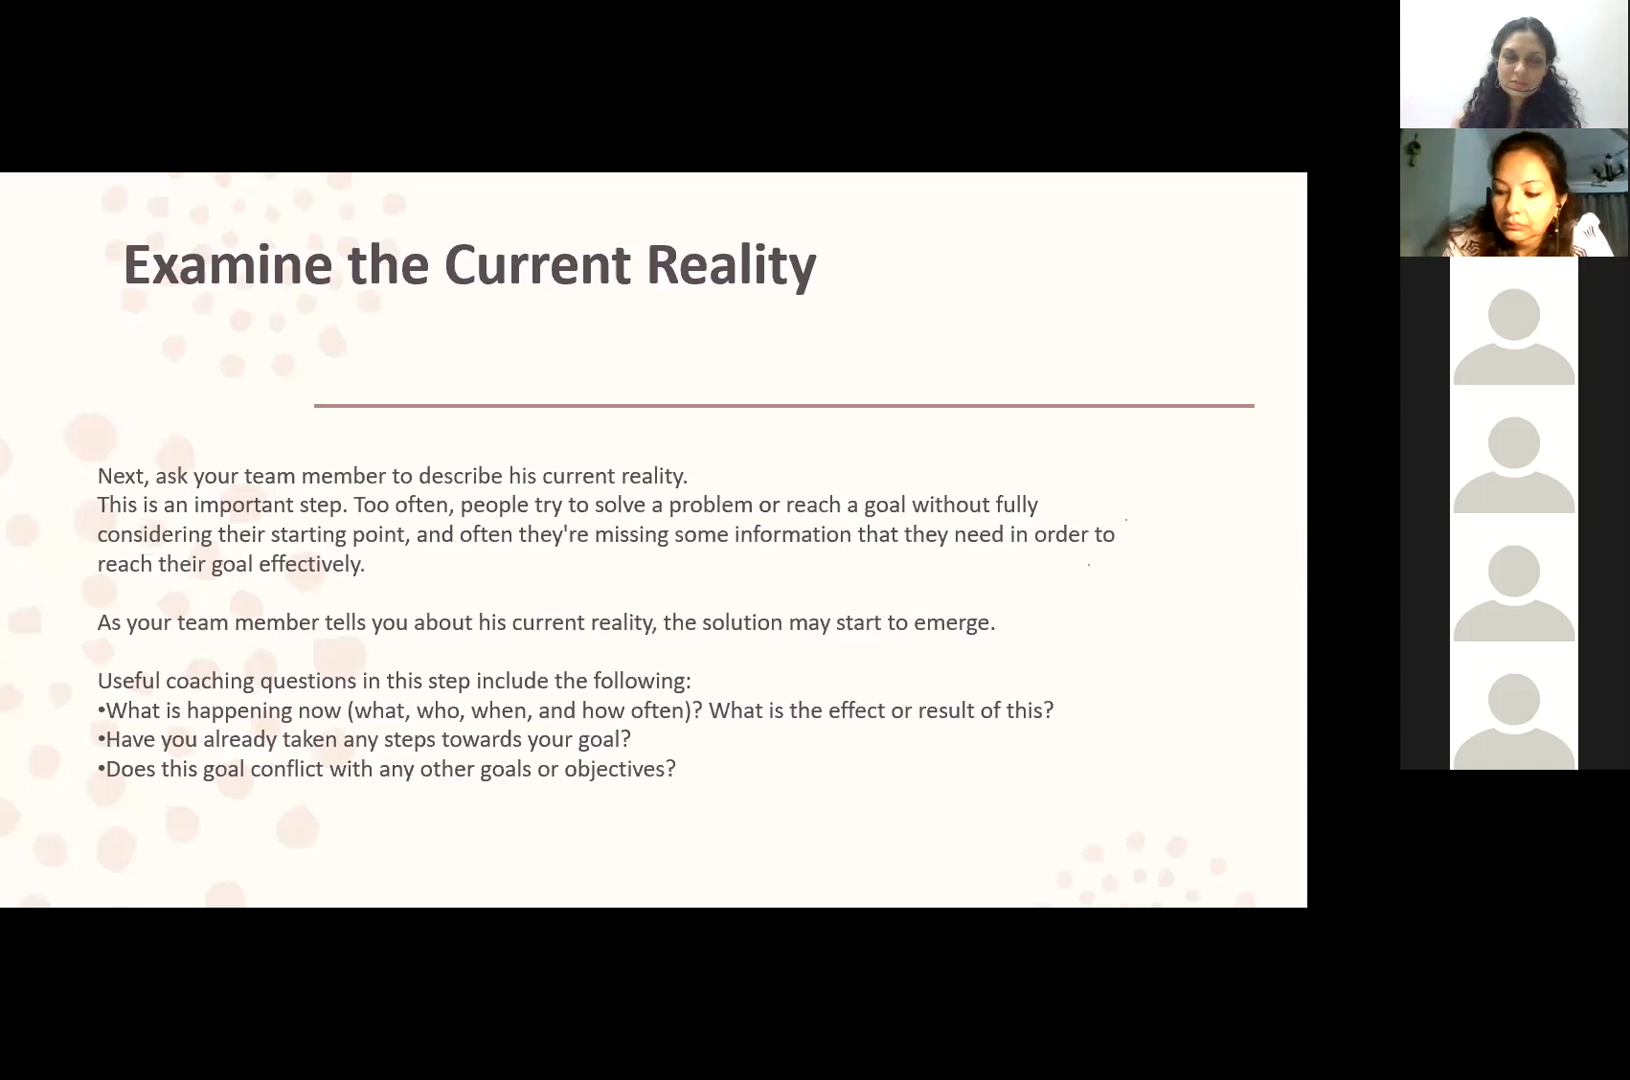 Examine the Current Reality
Next, ask your team member to describe his current reality.
This is an important step. Too often, people try to solve a problem or reach a goal without fully
considering their starting point, and often they're missing some information that they need in order to
reach their goal effectively.
As your team member tells you about his current reality, the solution may start to emerge.
Useful coaching questions in this step include the following:
•What is happening now (what, who, when, and how often)? What is the effect or result of this?
•Have you already taken any steps towards your goal?
•Does this goal conflict with any other goals or objectives?